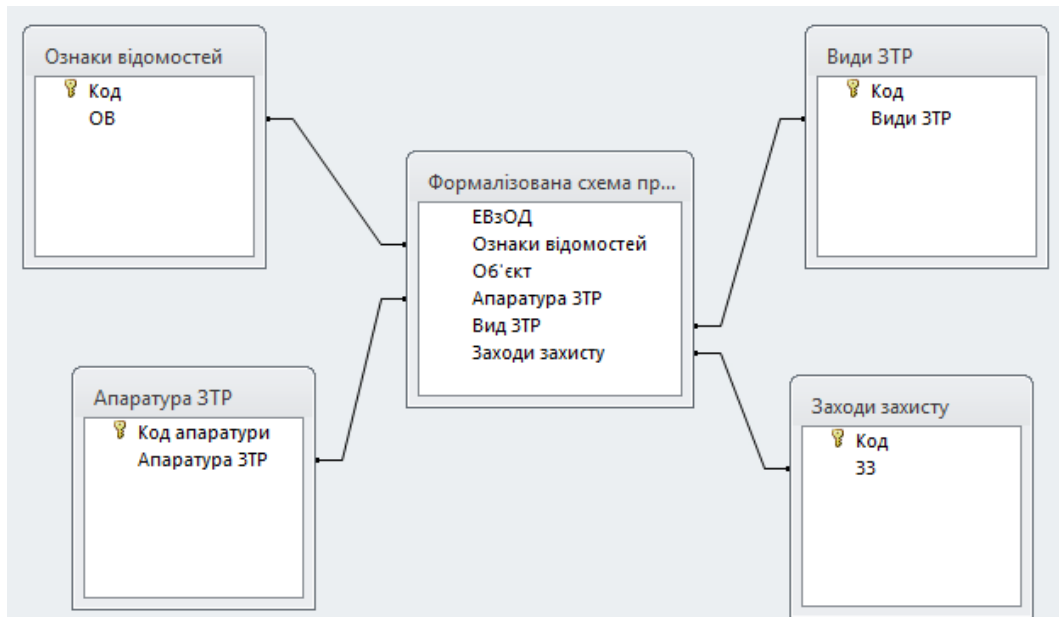 Ознаки відомостей
Код
ОВ
Види ЗТР
Код
Види ЗТР
Формалізована схема пр...
ЕВзОД
Ознаки відомостей
Об'єкт
Апаратура ЗТР
Вид ЗТР
Заходи захисту
Апаратура ЗТР
Код апаратури
Апаратура ЗТР
Заходи захисту
Код
ЗЗ